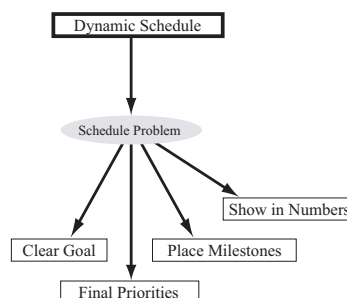 Dynamic Schedule
Schedule Problem
Show in Numbers
Clear Goal
Place Milestones
Final Priorities